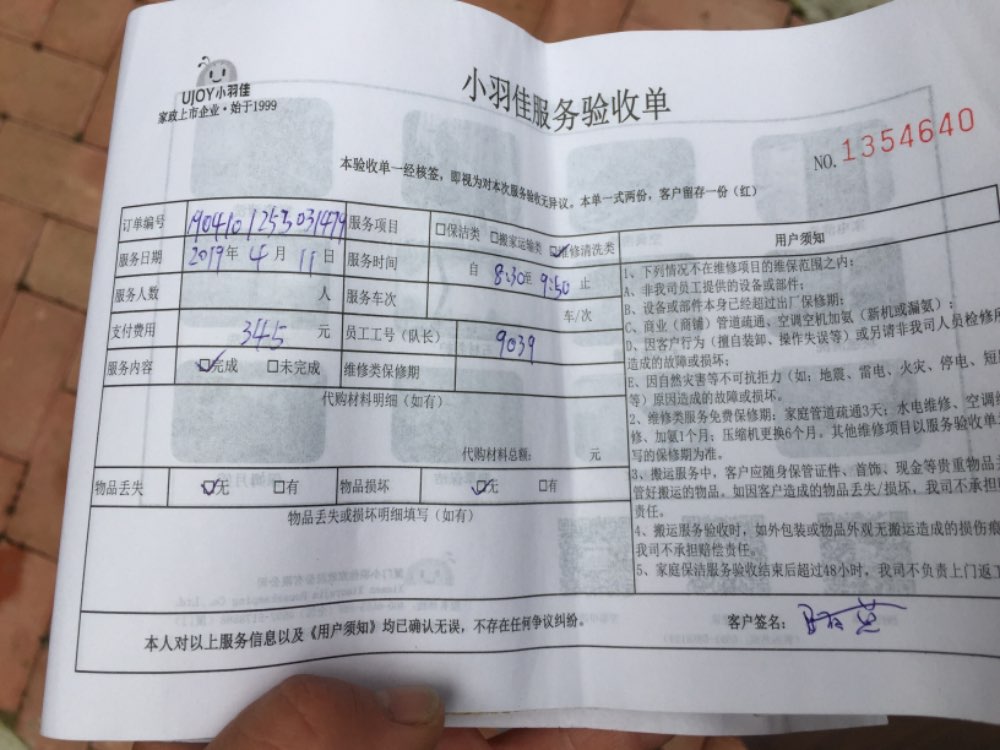 UJOY小羽佳
家政上市企业·始于1999
小羽佳服务验收单
NO. 1354640
本验收单一经核签，即视为对本次服务验收无异议。本单一式两份，客户留存一份（红）
订单编号 1904101253031479 服务项目 □保洁类 □搬家运输类 ☑维修清洗类
服务日期 2019年4月11日 服务时间 自 8:30至 9:50 止
服务人数 人 服务车次 车/次
支付费用 345 元 员工工号（队长） 9039
服务内容 ☑完成 □未完成 维修类保修期
代购材料明细（如有）
代购材料总额： 元
物品丢失 ☑无 □有 物品损坏 ☑无 □有
物品丢失或损坏明细填写（如有）
用户须知
1、下列情况不在维修项目的维保范围之内：
A、非我司员工提供的设备或部件；
B、设备或部件本身已经超过出厂保修期；
C、商业（商铺）管道疏通、空调空机加氨（新机或漏氨）；
D、因客户行为（擅自装卸、操作失误等）或另请非我司人员检修所
造成的故障或损坏；
E、因自然灾害等不可抗拒力（如：地震、雷电、火灾、停电、短
等）原因造成的故障或损坏。
2、维修类服务免费保修期：家庭管道疏通3天；水电维修、空调维
修、加氨1个月；压缩机更换6个月。其他维修项目以服务验收单
写的保修期为准。
3、搬运服务中，客户应随身保管证件、首饰、现金等贵重物品
管好搬运的物品。如因客户造成的物品丢失/损坏，我司不承担
责任。
4、搬运服务验收时，如外包装或物品外观无搬运造成的损伤痕
我司不承担赔偿责任。
5、家庭保洁服务验收结束后超过48小时，我司不负责上门返工
本人对以上服务信息以及《用户须知》均已确认无误，不存在任何争议纠纷。
客户签名：